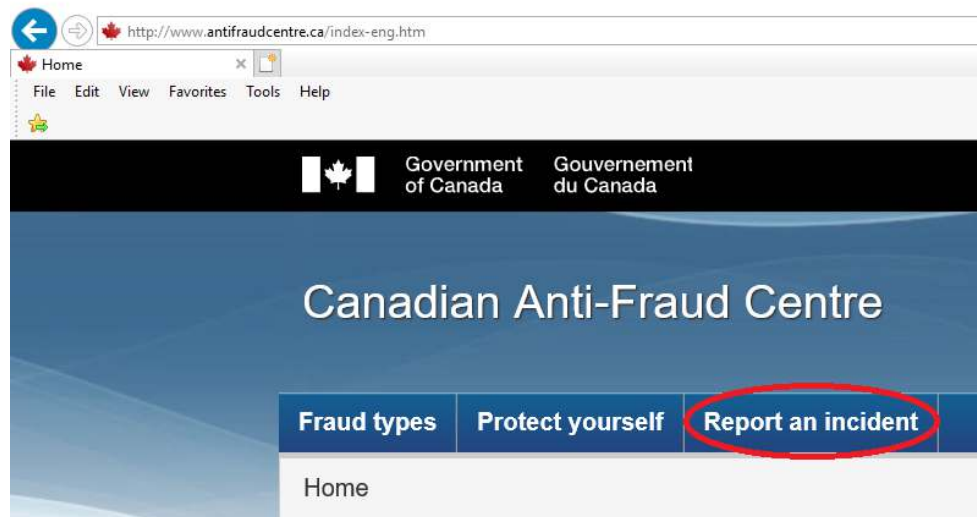 http://www.antifraudcentre.ca/index-eng.htm
Home
File Edit View Favorites Tools Help
Government Gouvernement
of Canada du Canada
Canadian Anti-Fraud Centre
Fraud types Protect yourself Report an incident
Home